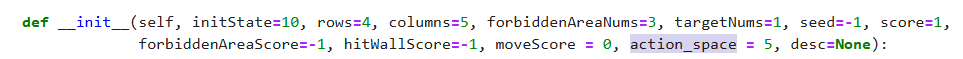 def __init__(self, initState=10, rows=4, columns=5, forbiddenAreaNums=3, targetNums=1, seed=-1, score=1,
forbiddenAreaScore=-1, hitWallScore=-1, moveScore = 0, action_space = 5, desc=None):